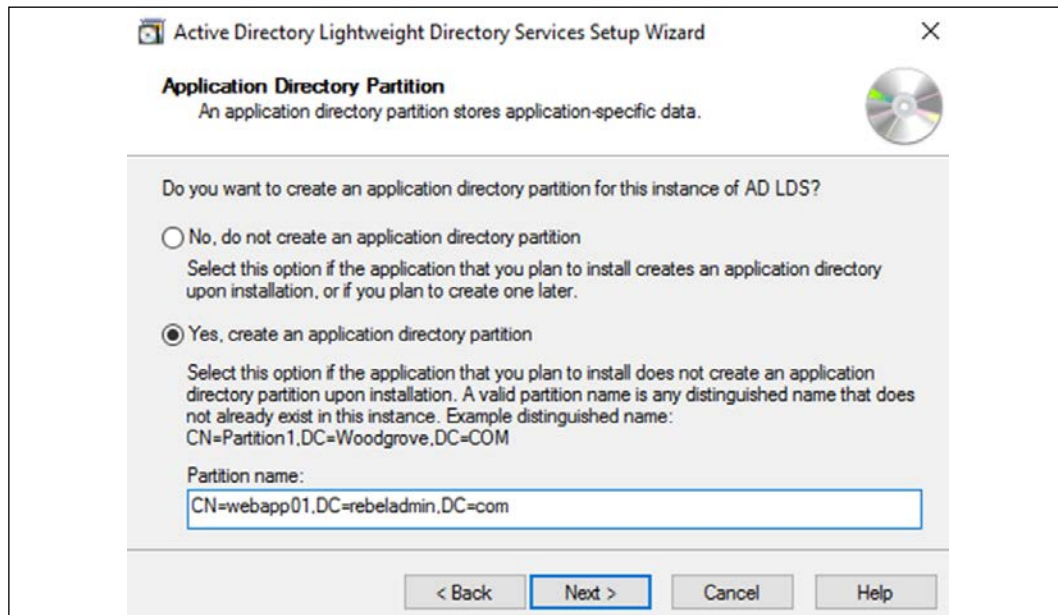 Active Directory Lightweight Directory Services Setup Wizard
Application Directory Partition
An application directory partition stores application-specific data.
Do you want to create an application directory partition for this instance of AD LDS?
No, do not create an application directory partition
Select this option if the application that you plan to install creates an application directory
upon installation, or if you plan to create one later.
Yes, create an application directory partition
Select this option if the application that you plan to install does not create an application
directory partition upon installation. A valid partition name is any distinguished name that does
not already exist in this instance. Example distinguished name:
CN=Partition1,DC=Woodgrove,DC=COM
Partition name:
CN=webapp01,DC=rebeladmin,DC=com
< Back Next > Cancel Help